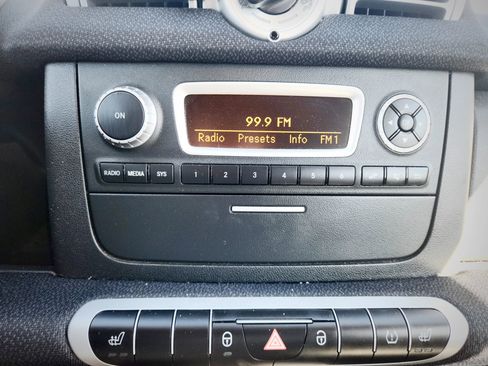 99.9 FM
ON
Radio Presets Info FM1
RADIO MEDIA SYS 1 2 3 4 5 6